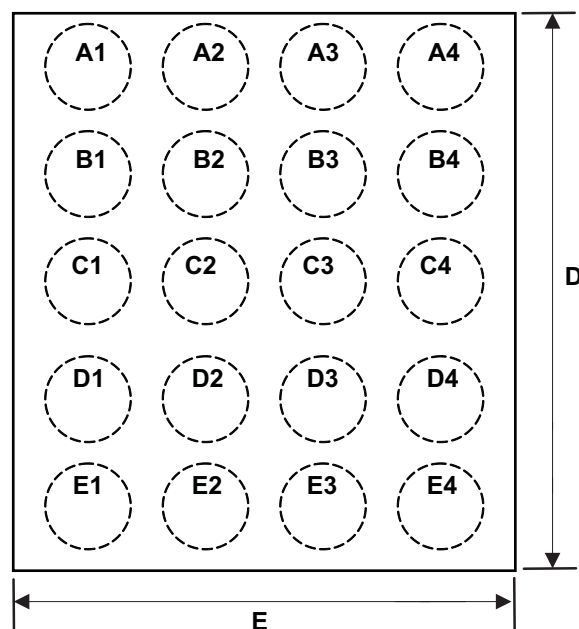 A1 A2 A3 A4
B1 B2 B3 B4
C1 C2 C3 C4
D
D1 D2 D3 D4
E1 E2 E3 E4
E